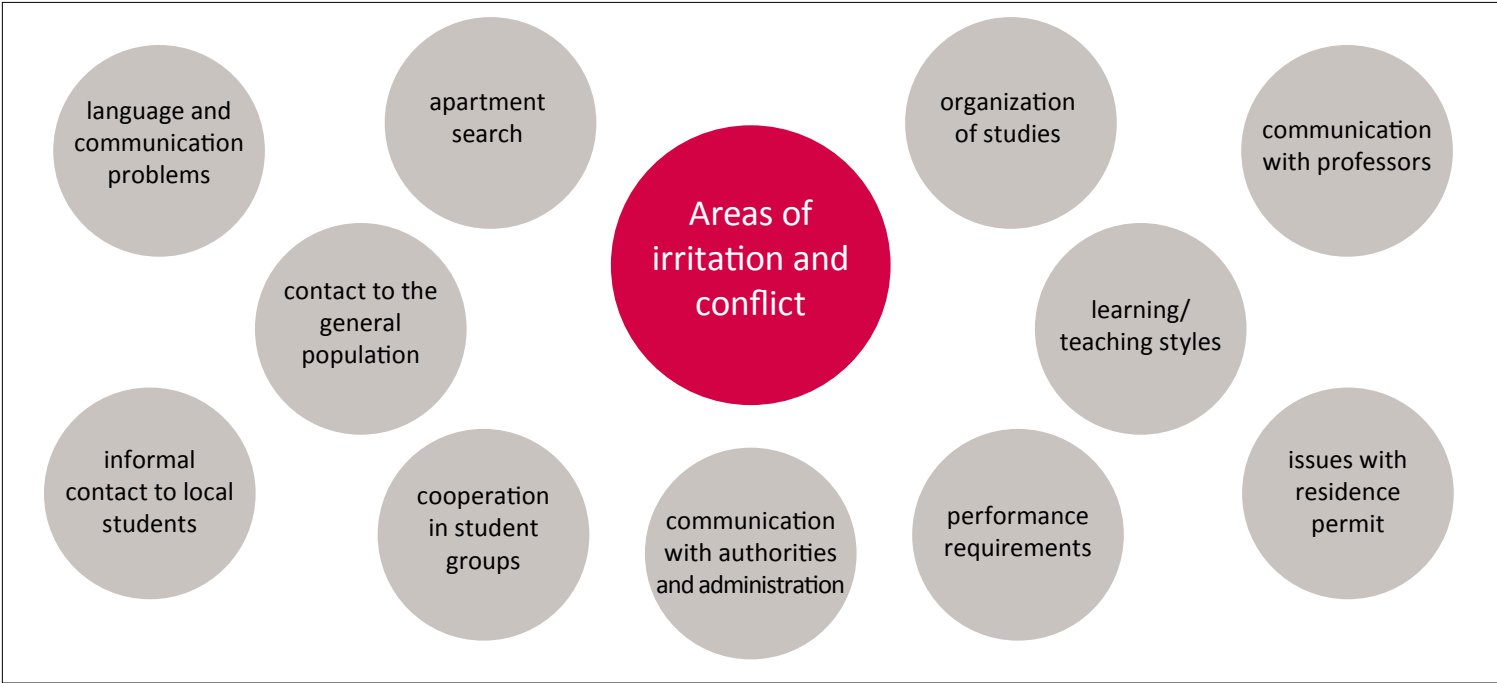 language and
communication
problems
apartment
search
Areas of
irritation and
conflict
organization
of studies
communication
with professors
contact to the
general
population
learning/
teaching styles
informal
contact to local
students
cooperation
in student
groups
communication
with authorities
and administration
performance
requirements
issues with
residence
permit